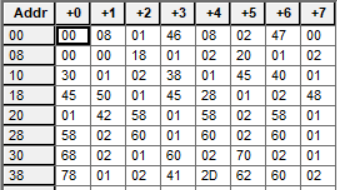 Addr +0 +1 +2 +3 +4 +5 +6 +7
00 00 08 01 46 08 02 47 00
08 00 00 18 01 02 20 01 02
10 30 01 02 38 01 45 40 01
18 45 50 01 45 28 01 02 48
20 01 42 58 01 58 02 58 01
28 58 02 60 01 60 02 60 01
30 68 02 01 60 02 70 02 01
38 78 01 02 41 2D 62 60 02